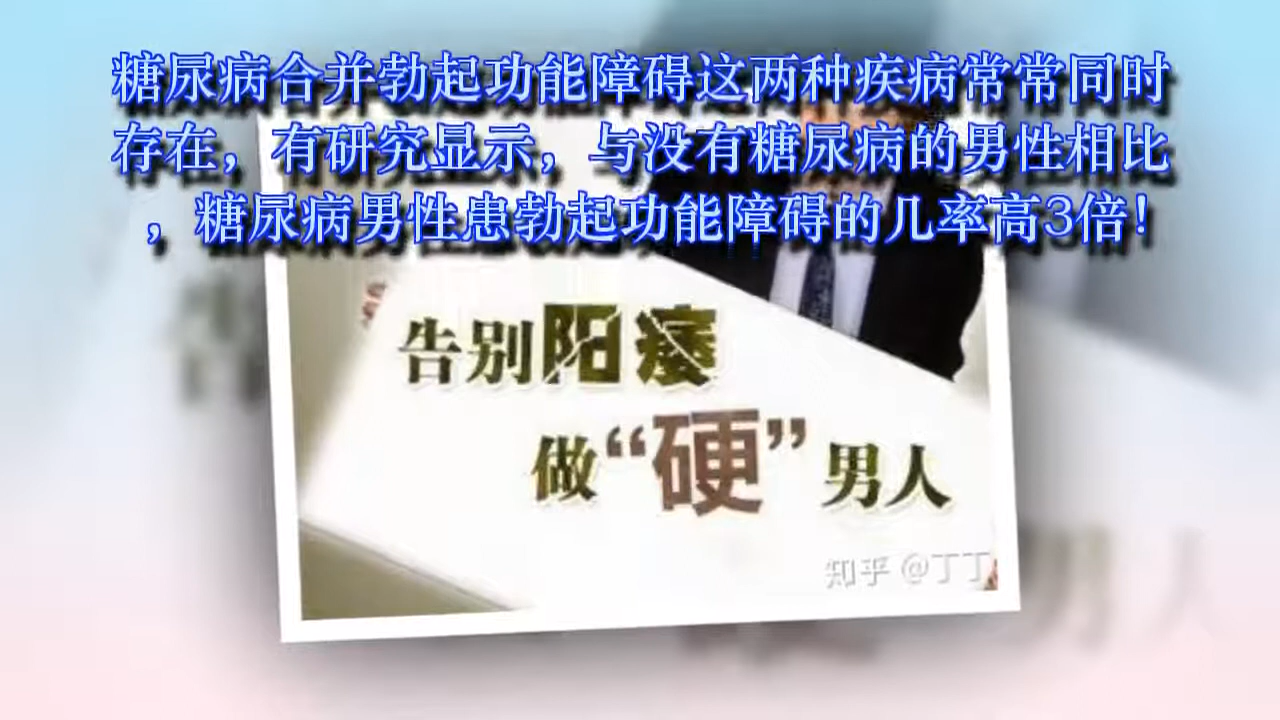 糖尿病合并勃起功能障碍这两种疾病常常同时
存在，有研究显示，与没有糖尿病的男性相比
，糖尿病男性患勃起功能障碍的几率高3倍！
告别阳痿
做“硬”男人
知乎 @丁丁